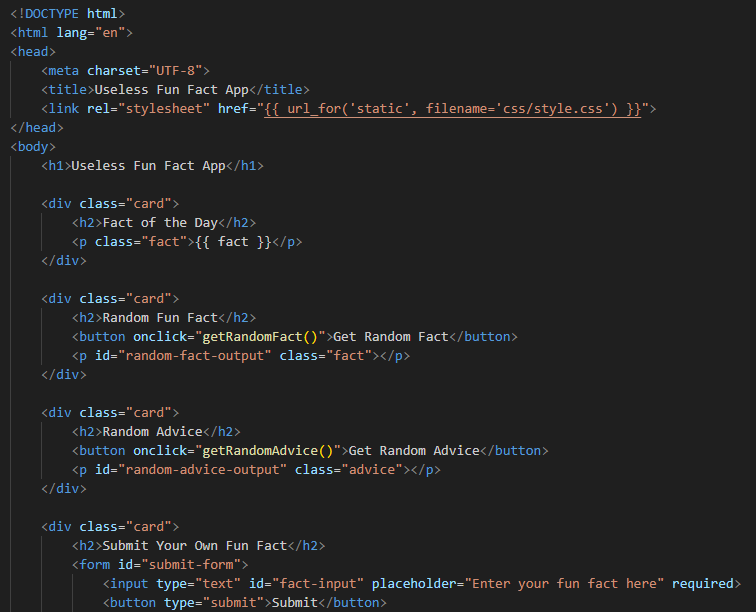 <!DOCTYPE html>
<html lang="en">
<head>
    <meta charset="UTF-8">
    <title>Useless Fun Fact App</title>
    <link rel="stylesheet" href="{{ url_for('static', filename='css/style.css') }}">
</head>
<body>
    <h1>Useless Fun Fact App</h1>

    <div class="card">
        <h2>Fact of the Day</h2>
        <p class="fact">{{ fact }}</p>
    </div>

    <div class="card">
        <h2>Random Fun Fact</h2>
        <button onclick="getRandomFact()">Get Random Fact</button>
        <p id="random-fact-output" class="fact"></p>
    </div>

    <div class="card">
        <h2>Random Advice</h2>
        <button onclick="getRandomAdvice()">Get Random Advice</button>
        <p id="random-advice-output" class="advice"></p>
    </div>

    <div class="card">
        <h2>Submit Your Own Fun Fact</h2>
        <form id="submit-form">
            <input type="text" id="fact-input" placeholder="Enter your fun fact here" required>
            <button type="submit">Submit</button>